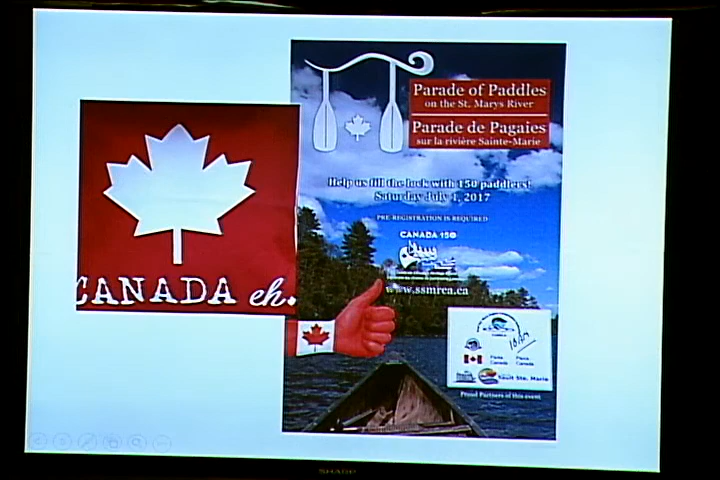 CANADA eh.
Parade of Paddles
on the St. Marys River
Parade de Pagaies
sur la rivière Sainte-Marie
Help us fill the lock with 150 paddlers!
Saturday July 1, 2017
PRE-REGISTRATION IS REQUIRED
CANADA 150
www.ssmrca.ca
Parks Canada
Parcs Canada
Sault Ste. Marie
Proud Partners of this event
SHARP